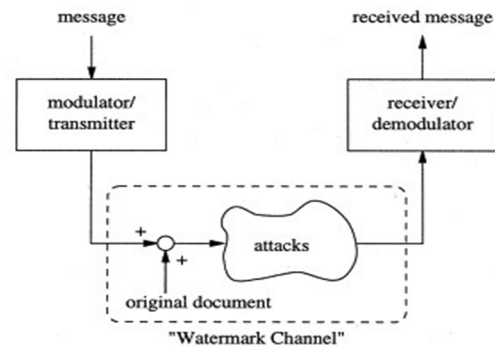 message
received message
modulator/
transmitter
receiver/
demodulator
+
+
attacks
original document
"Watermark Channel"